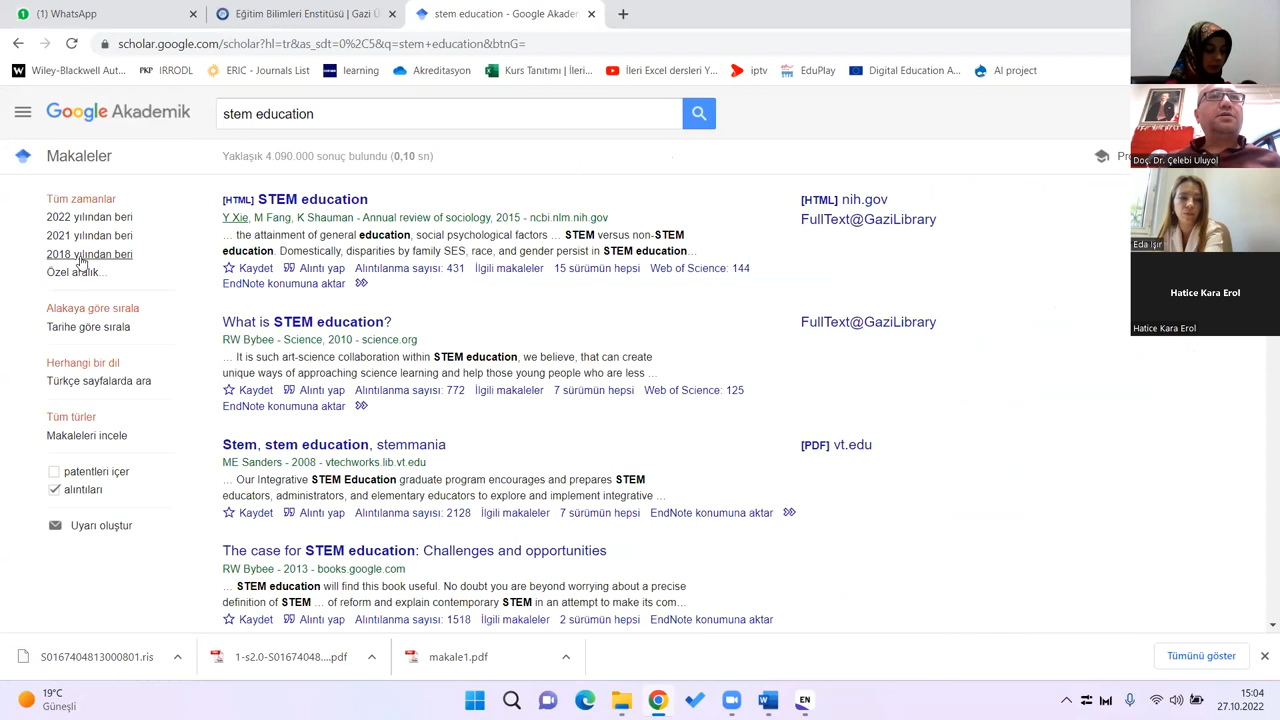 (1) WhatsApp
Eğitim Bilimleri Enstitüsü | Gazi Ü
stem education - Google Akademi
scholar.google.com/scholar?hl=tr&as_sdt=0%2C5&q=stem+education&btnG=
Wiley-Blackwell Aut...
PKP IRRODL
ERIC - Journals List
learning
Akreditasyon
Kurs Tanıtımı | İleri...
İleri Excel dersleri Y...
iptv
EduPlay
Digital Education A...
AI project
Google Akademik
stem education
Makaleler
Yaklaşık 4.090.000 sonuç bulundu (0,10 sn)
Tüm zamanlar
2022 yılından beri
2021 yılından beri
2018 yılından beri
Özel aralık...
Alakaya göre sırala
Tarihe göre sırala
Herhangi bir dil
Türkçe sayfalarda ara
Tüm türler
Makaleleri incele
patentleri içer
alıntıları
Uyarı oluştur
[HTML] STEM education
Y Xie, M Fang, K Shauman - Annual review of sociology, 2015 - ncbi.nlm.nih.gov
... the attainment of general education, social psychological factors ... STEM versus non-STEM
education. Domestically, disparities by family SES, race, and gender persist in STEM education...
Kaydet Alıntı yap Alıntılanma sayısı: 431 İlgili makaleler 15 sürümün hepsi Web of Science: 144
EndNote konumuna aktar
[HTML] nih.gov
FullText@GaziLibrary
What is STEM education?
RW Bybee - Science, 2010 - science.org
... It is such art-science collaboration within STEM education, we believe, that can create
unique ways of approaching science learning and help those young people who are less ...
Kaydet Alıntı yap Alıntılanma sayısı: 772 İlgili makaleler 7 sürümün hepsi Web of Science: 125
EndNote konumuna aktar
FullText@GaziLibrary
Stem, stem education, stemmania
ME Sanders - 2008 - vtechworks.lib.vt.edu
... Our Integrative STEM Education graduate program encourages and prepares STEM
educators, administrators, and elementary educators to explore and implement integrative ...
Kaydet Alıntı yap Alıntılanma sayısı: 2128 İlgili makaleler 7 sürümün hepsi EndNote konumuna aktar
[PDF] vt.edu
The case for STEM education: Challenges and opportunities
RW Bybee - 2013 - books.google.com
... STEM education will find this book useful. No doubt you are beyond worrying about a precise
definition of STEM ... of reform and explain contemporary STEM in an attempt to make its com...
Kaydet Alıntı yap Alıntılanma sayısı: 1518 İlgili makaleler 2 sürümün hepsi EndNote konumuna aktar
Doç. Dr. Çelebi Uluyol
Eda Işır
Hatice Kara Erol
Hatice Kara Erol
S0167404813000801.ris
1-s2.0-S01674048....pdf
makale1.pdf
Tümünü göster
19°C
Güneşli
EN
15:04
27.10.2022